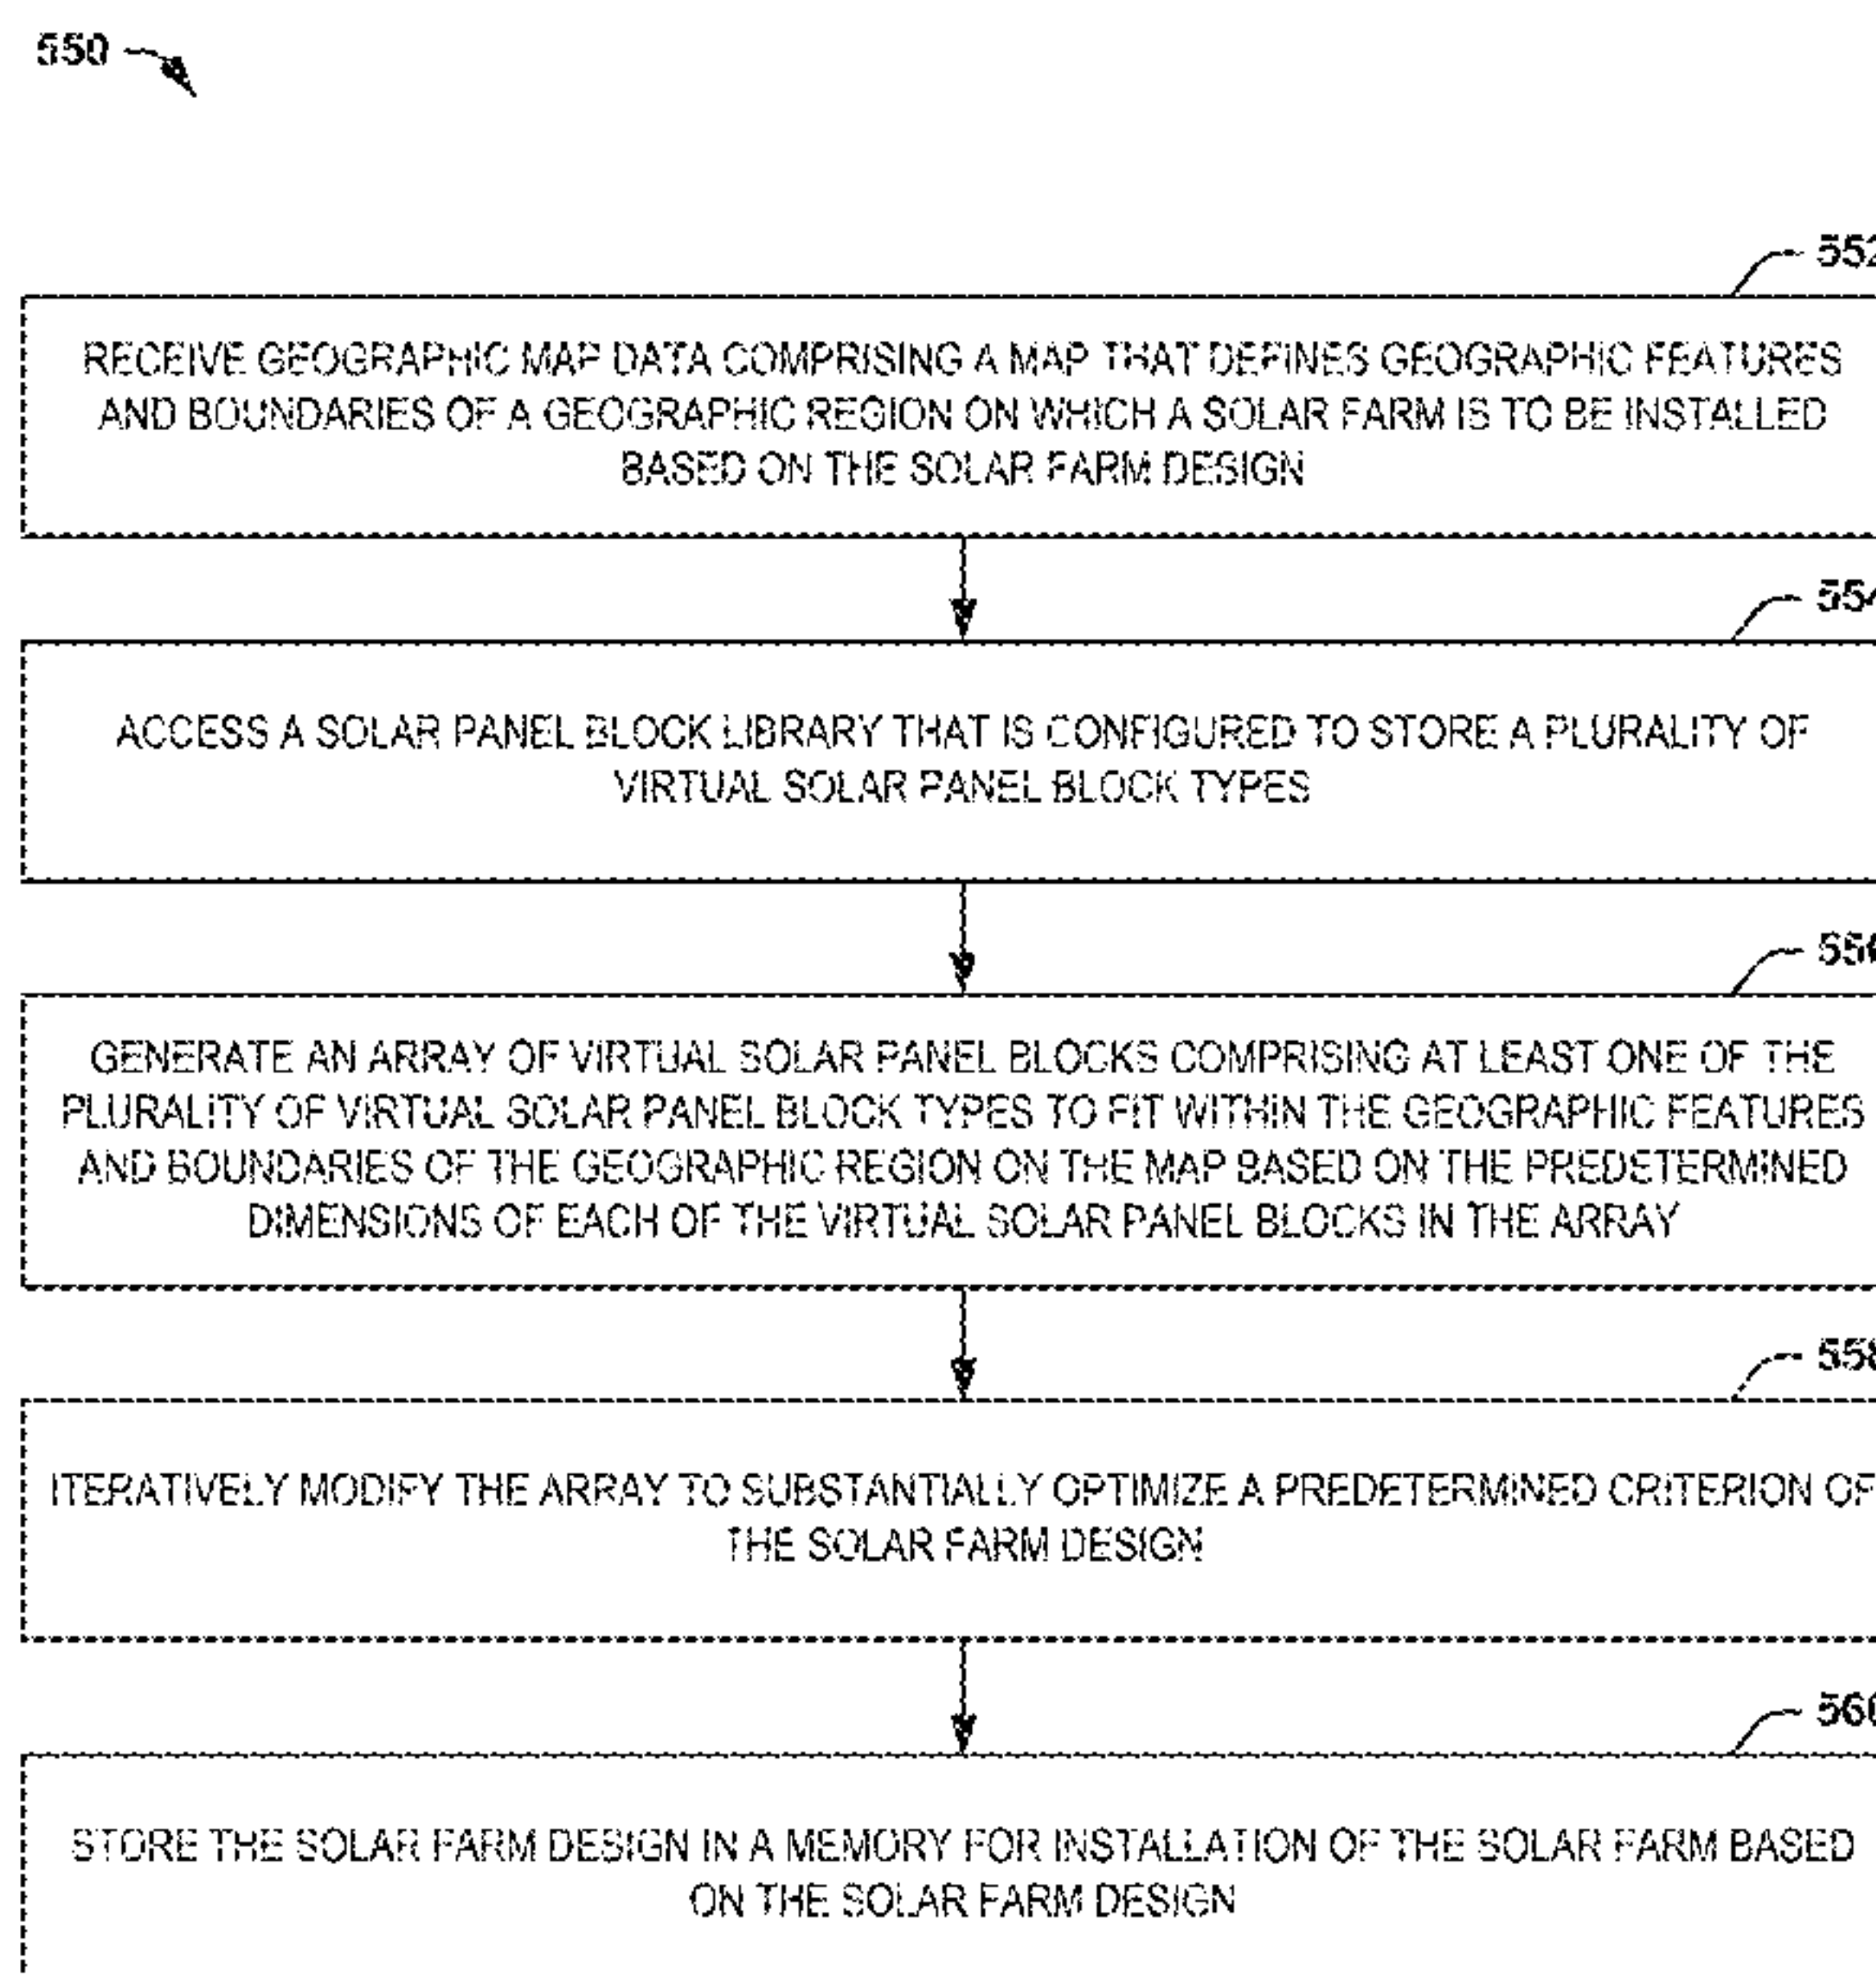 550
552
RECEIVE GEOGRAPHIC MAP DATA COMPRISING A MAP THAT DEFINES GEOGRAPHIC FEATURES
AND BOUNDARIES OF A GEOGRAPHIC REGION ON WHICH A SOLAR FARM IS TO BE INSTALLED
BASED ON THE SOLAR FARM DESIGN
554
ACCESS A SOLAR PANEL BLOCK LIBRARY THAT IS CONFIGURED TO STORE A PLURALITY OF
VIRTUAL SOLAR PANEL BLOCK TYPES
556
GENERATE AN ARRAY OF VIRTUAL SOLAR PANEL BLOCKS COMPRISING AT LEAST ONE OF THE
PLURALITY OF VIRTUAL SOLAR PANEL BLOCK TYPES TO FIT WITHIN THE GEOGRAPHIC FEATURES
AND BOUNDARIES OF THE GEOGRAPHIC REGION ON THE MAP BASED ON THE PREDETERMINED
DIMENSIONS OF EACH OF THE VIRTUAL SOLAR PANEL BLOCKS IN THE ARRAY
558
ITERATIVELY MODIFY THE ARRAY TO SUBSTANTIALLY OPTIMIZE A PREDETERMINED CRITERION OF
THE SOLAR FARM DESIGN
560
STORE THE SOLAR FARM DESIGN IN A MEMORY FOR INSTALLATION OF THE SOLAR FARM BASED
ON THE SOLAR FARM DESIGN